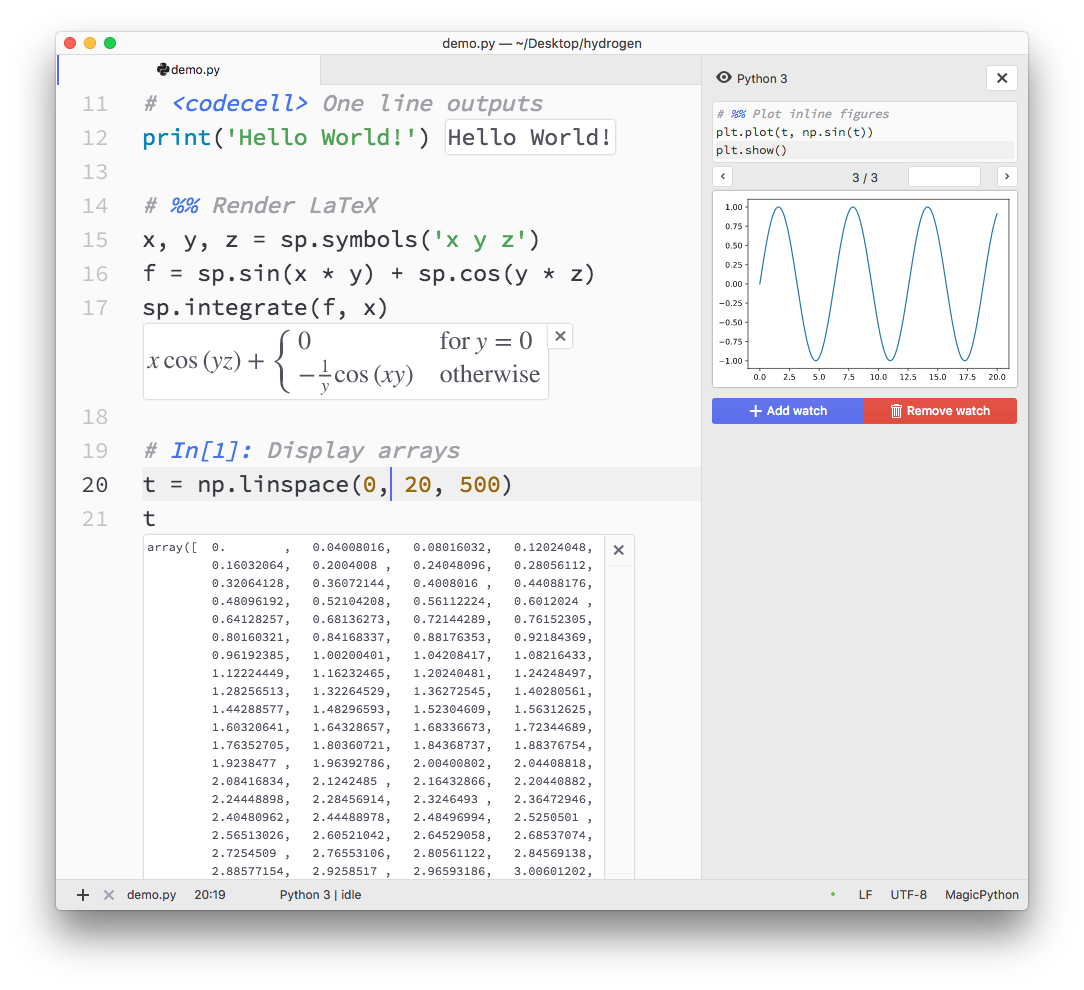 demo.py — ~/Desktop/hydrogen
demo.py
11 # <codecell> One line outputs
12 print('Hello World!') Hello World!
13
14 # %% Render LaTeX
15 x, y, z = sp.symbols('x y z')
16 f = sp.sin(x * y) + sp.cos(y * z)
17 sp.integrate(f, x)
x cos (yz) + { 0 for y = 0
−1/y cos (xy) otherwise
18
19 # In[1]: Display arrays
20 t = np.linspace(0, 20, 500)
21 t
array([ 0. , 0.04008016, 0.08016032, 0.12024048,
0.16032064, 0.2004008 , 0.24048096, 0.28056112,
0.32064128, 0.36072144, 0.4008016 , 0.44088176,
0.48096192, 0.52104208, 0.56112224, 0.6012024 ,
0.64128257, 0.68136273, 0.72144289, 0.76152305,
0.80160321, 0.84168337, 0.88176353, 0.92184369,
0.96192385, 1.00200401, 1.04208417, 1.08216433,
1.12224449, 1.16232465, 1.20240481, 1.24248497,
1.28256513, 1.32264529, 1.36272545, 1.40280561,
1.44288577, 1.48296593, 1.52304609, 1.56312625,
1.60320641, 1.64328657, 1.68336673, 1.72344689,
1.76352705, 1.80360721, 1.84368737, 1.88376754,
1.9238477 , 1.96392786, 2.00400802, 2.04408818,
2.08416834, 2.1242485 , 2.16432866, 2.20440882,
2.24448898, 2.28456914, 2.3246493 , 2.36472946,
2.40480962, 2.44488978, 2.48496994, 2.5250501 ,
2.56513026, 2.60521042, 2.64529058, 2.68537074,
2.7254509 , 2.76553106, 2.80561122, 2.84569138,
2.88577154, 2.9258517 , 2.96593186, 3.00601202,
Python 3
# %% Plot inline figures
plt.plot(t, np.sin(t))
plt.show()
3 / 3
1.00
0.75
0.50
0.25
0.00
−0.25
−0.50
−0.75
−1.00
0.0 2.5 5.0 7.5 10.0 12.5 15.0 17.5 20.0
Add watch Remove watch
demo.py 20:19 Python 3 | idle LF UTF-8 MagicPython